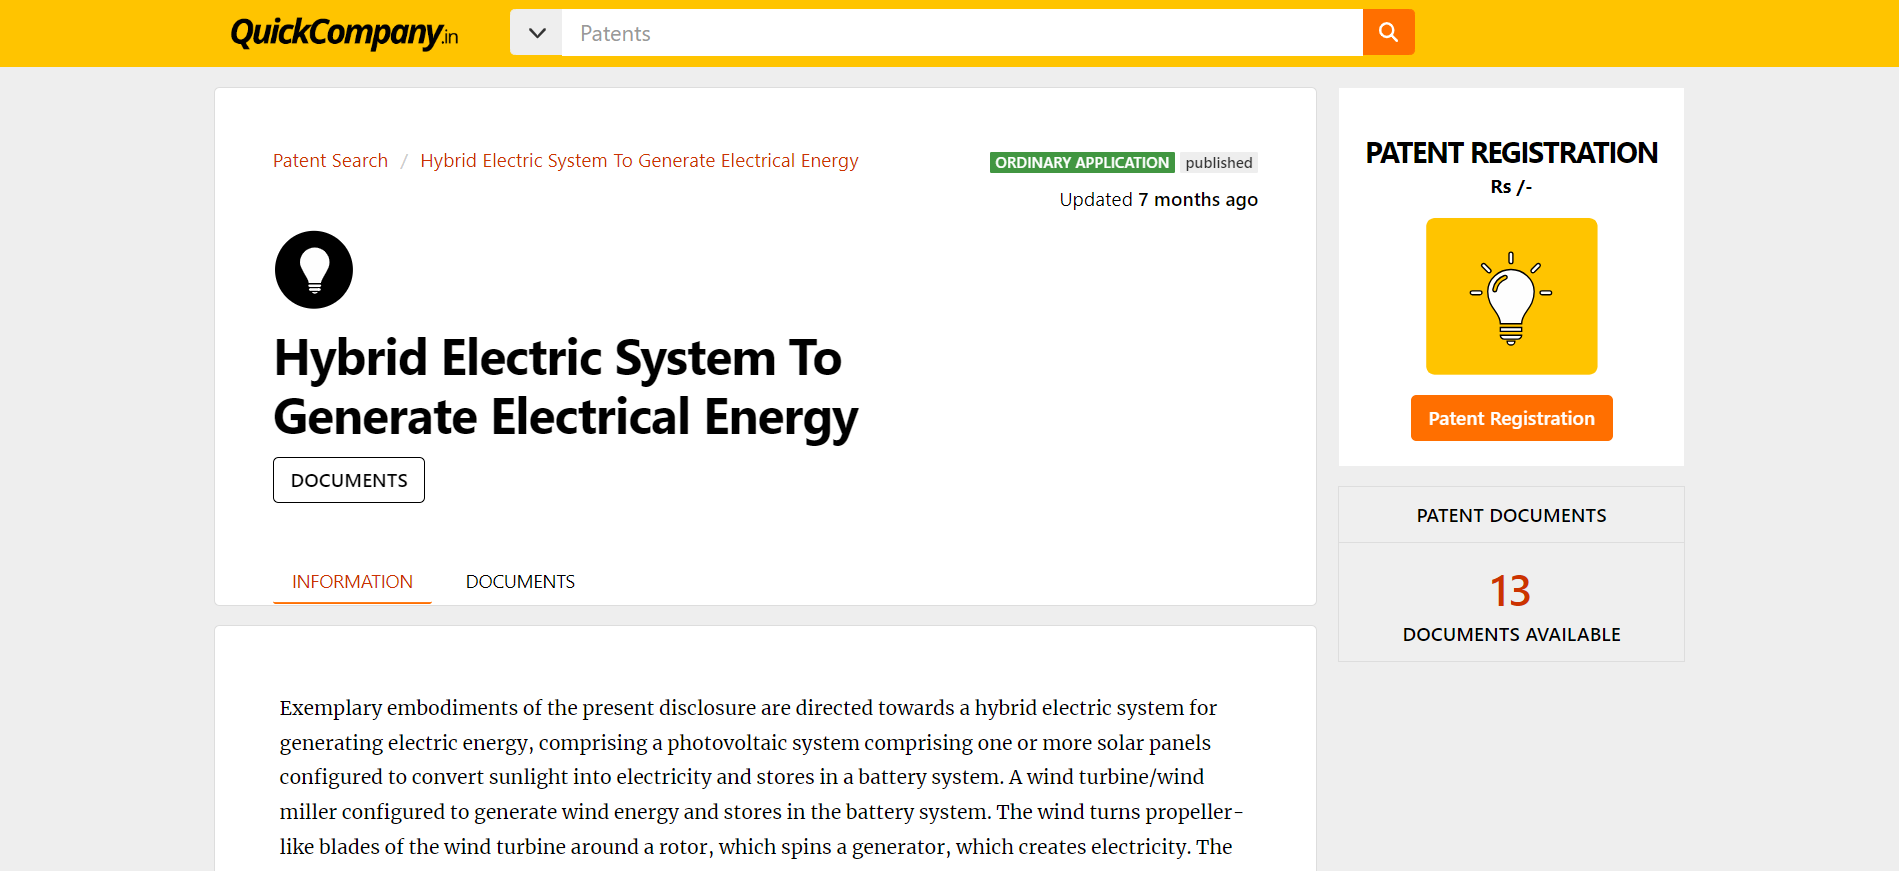 QuickCompany.in
Patents
Patent Search / Hybrid Electric System To Generate Electrical Energy
ORDINARY APPLICATION published
Updated 7 months ago
Hybrid Electric System To
Generate Electrical Energy
DOCUMENTS
INFORMATION DOCUMENTS
Exemplary embodiments of the present disclosure are directed towards a hybrid electric system for
generating electric energy, comprising a photovoltaic system comprising one or more solar panels
configured to convert sunlight into electricity and stores in a battery system. A wind turbine/wind
miller configured to generate wind energy and stores in the battery system. The wind turns propeller-
like blades of the wind turbine around a rotor, which spins a generator, which creates electricity. The
PATENT REGISTRATION
Rs /-
Patent Registration
PATENT DOCUMENTS
13
DOCUMENTS AVAILABLE